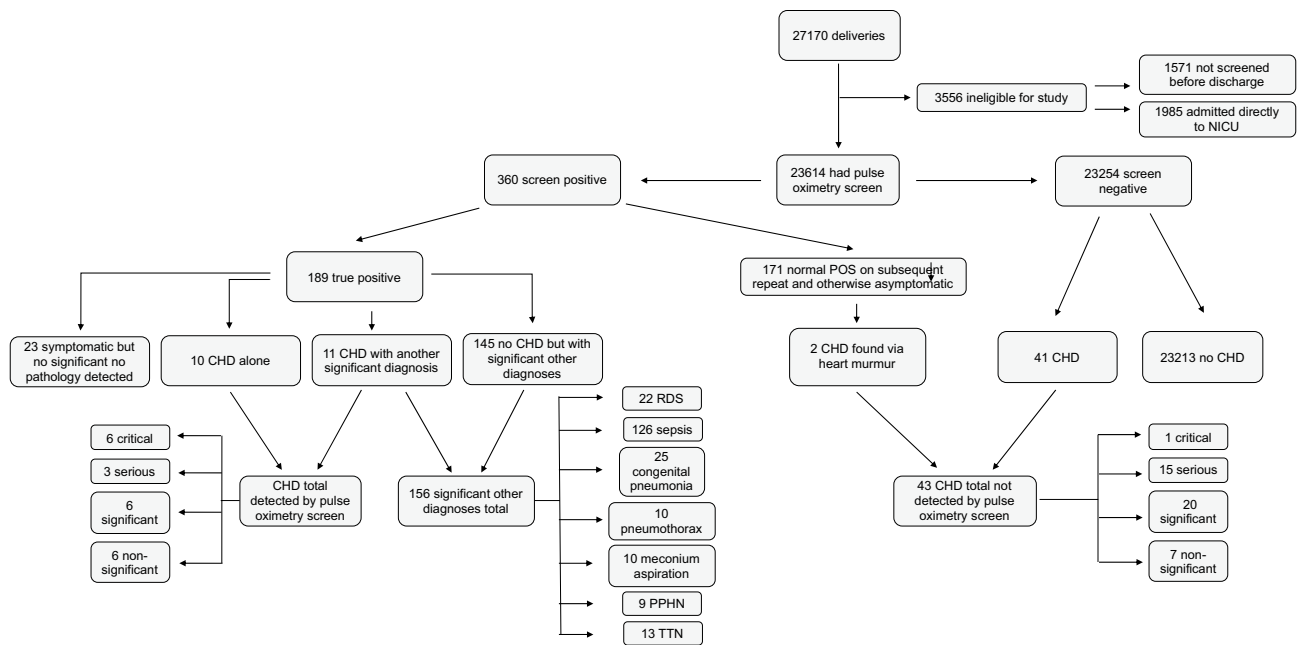 27170 deliveries
1571 not screened
before discharge
3556 ineligible for study
1985 admitted directly
to NICU
360 screen positive
23614 had pulse
oximetry screen
23254 screen
negative
189 true positive
171 normal POS on subsequent
repeat and otherwise asymptomatic
23 symptomatic but
no significant no
pathology detected
10 CHD alone
11 CHD with another
significant diagnosis
145 no CHD but with
significant other
diagnoses
2 CHD found via
heart murmur
41 CHD
23213 no CHD
6 critical
3 serious
6
significant
6 non-
significant
CHD total
detected by pulse
oximetry screen
156 significant other
diagnoses total
22 RDS
126 sepsis
25
congenital
pneumonia
10
pneumothorax
10 meconium
aspiration
9 PPHN
13 TTN
43 CHD total not
detected by pulse
oximetry screen
1 critical
15 serious
20
significant
7 non-
significant